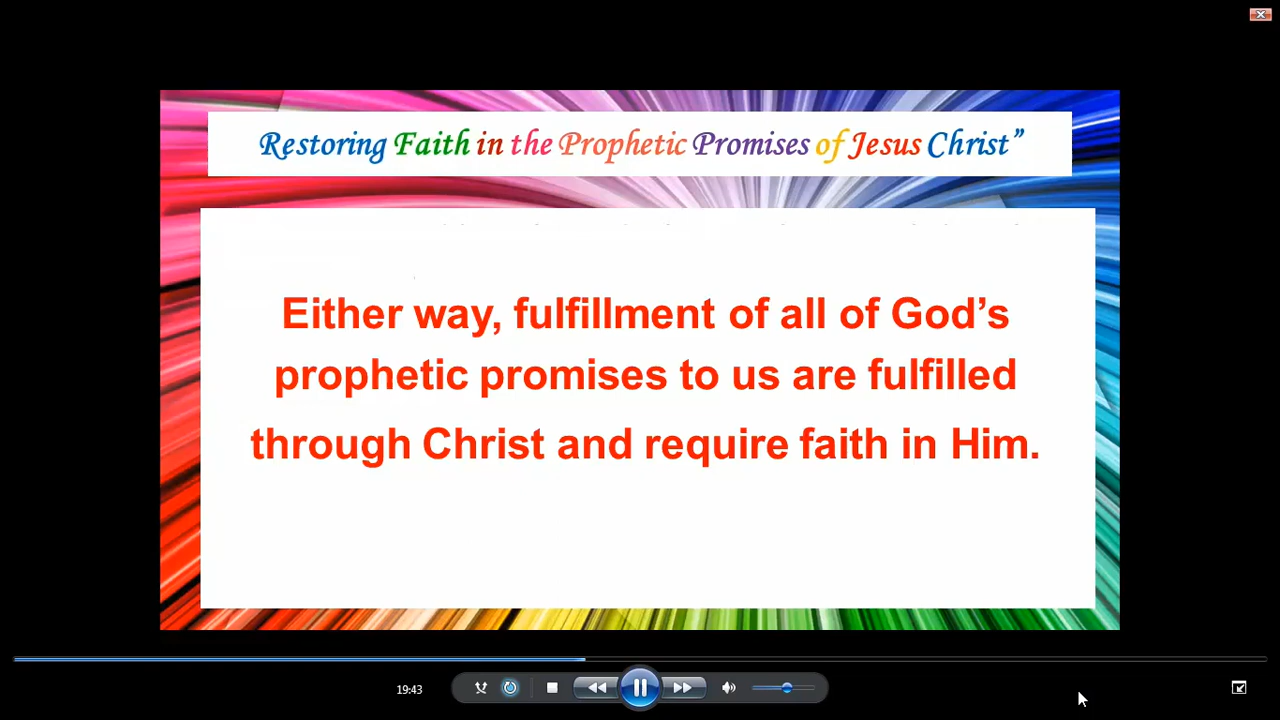 Restoring Faith in the Prophetic Promises of Jesus Christ”
Either way, fulfillment of all of God’s
prophetic promises to us are fulfilled
through Christ and require faith in Him.
19:43